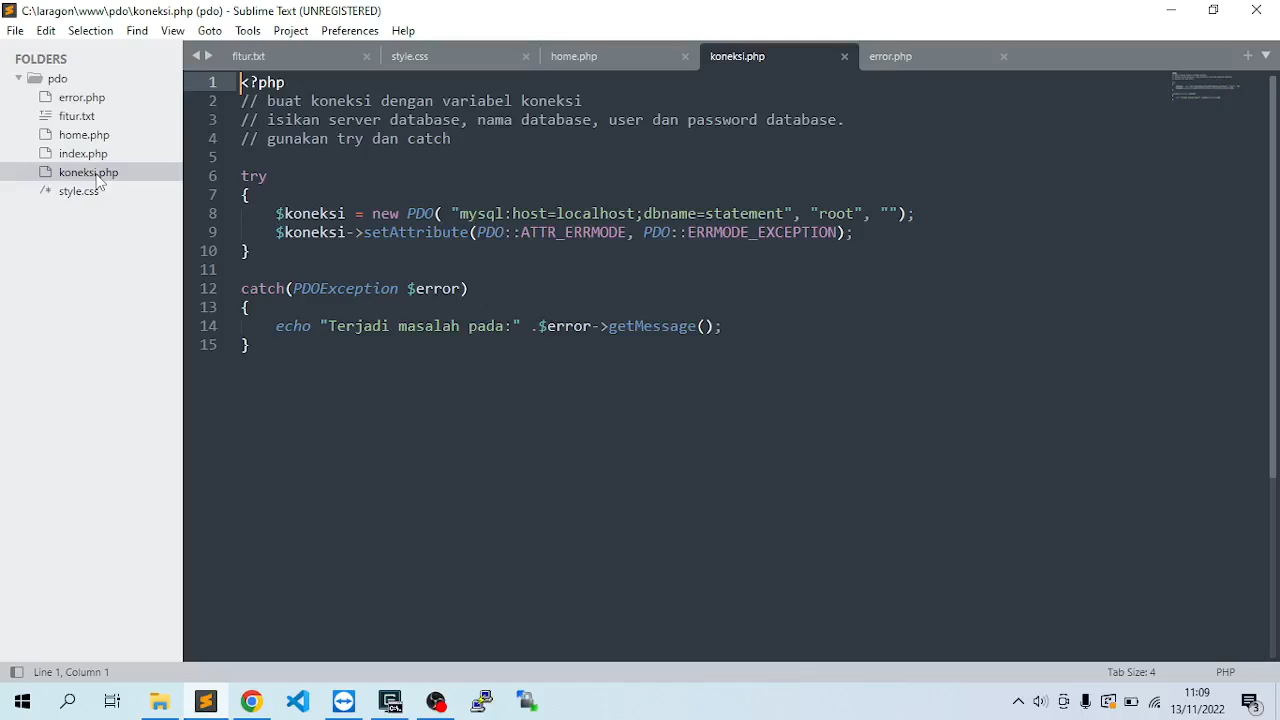 C:\laragon\www\pdo\koneksi.php (pdo) - Sublime Text (UNREGISTERED)
File Edit Selection Find View Goto Tools Project Preferences Help
FOLDERS
pdo
error.php
fitur.txt
home.php
index.php
koneksi.php
style.css
fitur.txt style.css home.php koneksi.php error.php
1 <?php
2 // buat koneksi dengan variabel koneksi
3 // isikan server database, nama database, user dan password database.
4 // gunakan try dan catch
5
6 try
7 {
8 $koneksi = new PDO( "mysql:host=localhost;dbname=statement", "root", "");
9 $koneksi->setAttribute(PDO::ATTR_ERRMODE, PDO::ERRMODE_EXCEPTION);
10 }
11
12 catch(PDOException $error)
13 {
14 echo "Terjadi masalah pada:" .$error->getMessage();
15 }
Line 1, Column 1 Tab Size: 4 PHP
11:09
13/11/2022
3